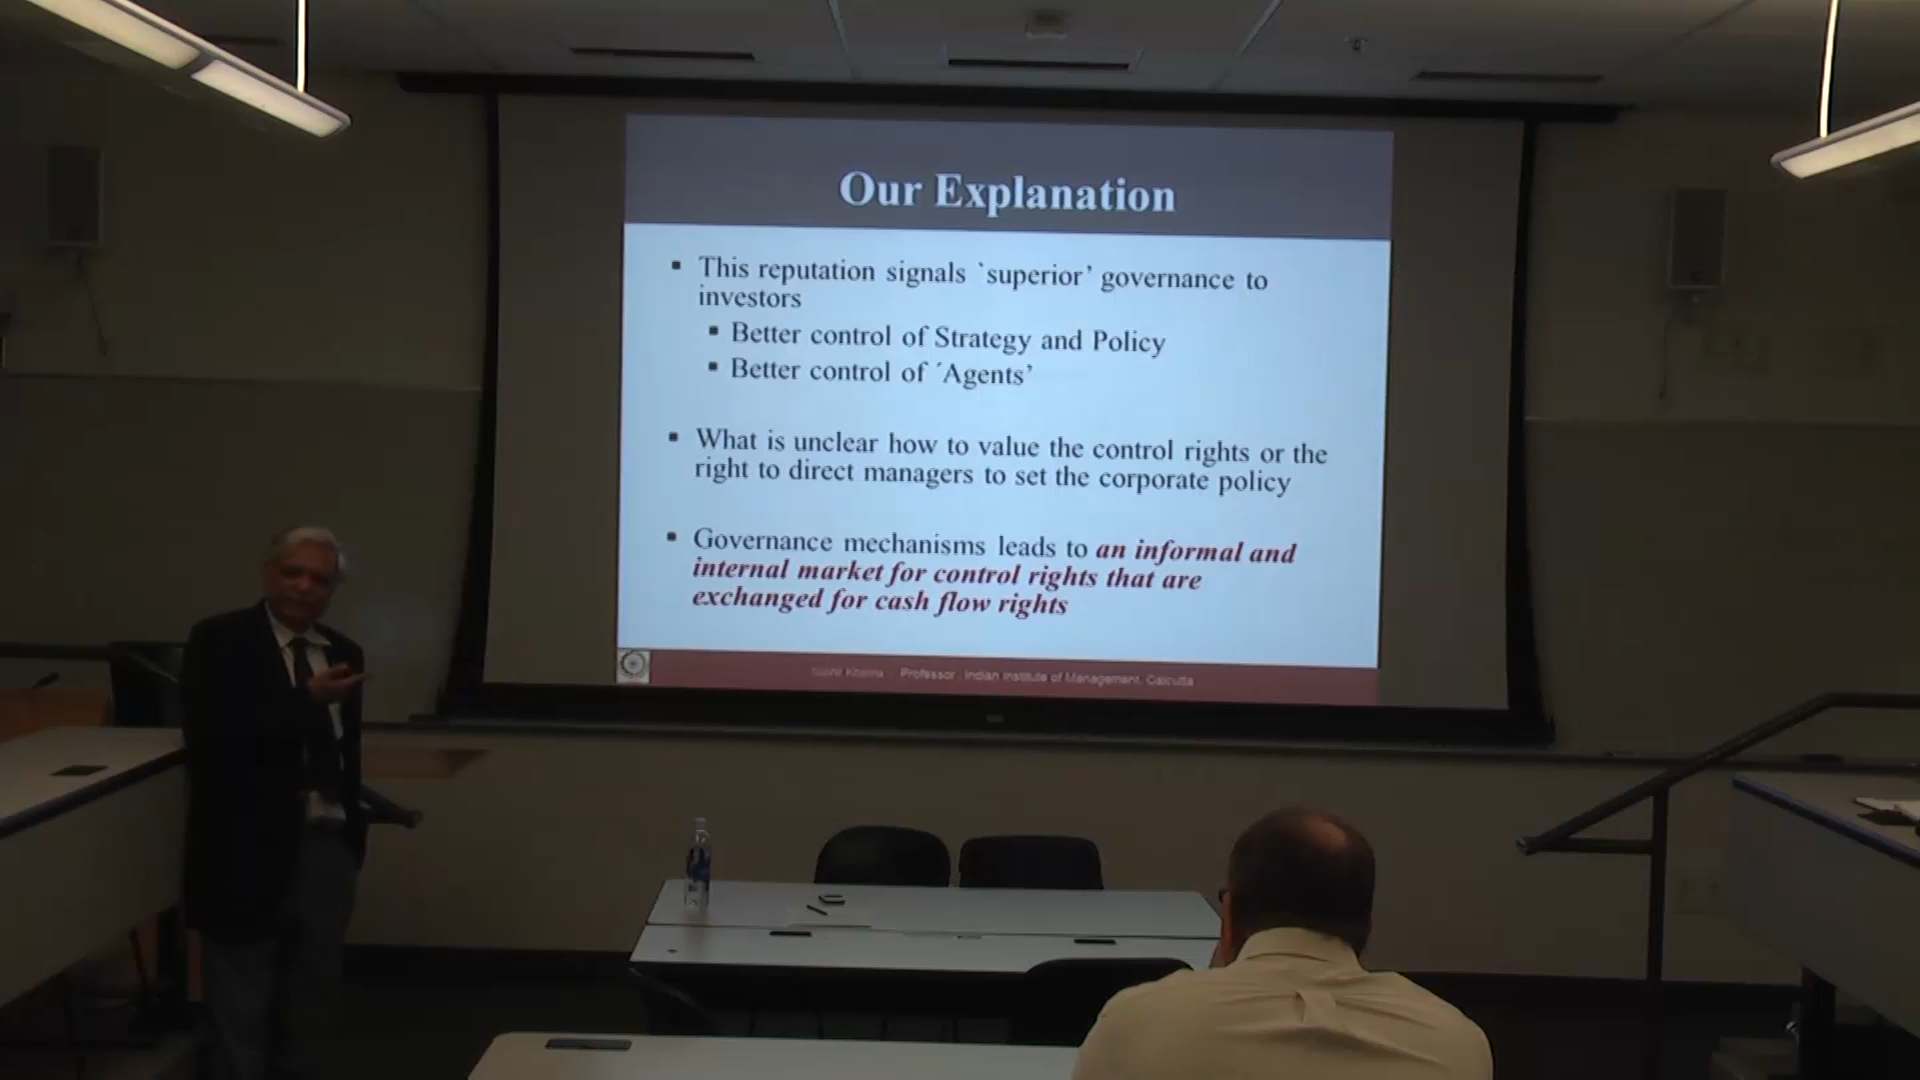 Our Explanation
▪ This reputation signals `superior' governance to
investors
▪ Better control of Strategy and Policy
▪ Better control of ´Agents'
▪ What is unclear how to value the control rights or the
right to direct managers to set the corporate policy
▪ Governance mechanisms leads to an informal and
internal market for control rights that are
exchanged for cash flow rights
Professor, Indian Institute of Management, Calcutta